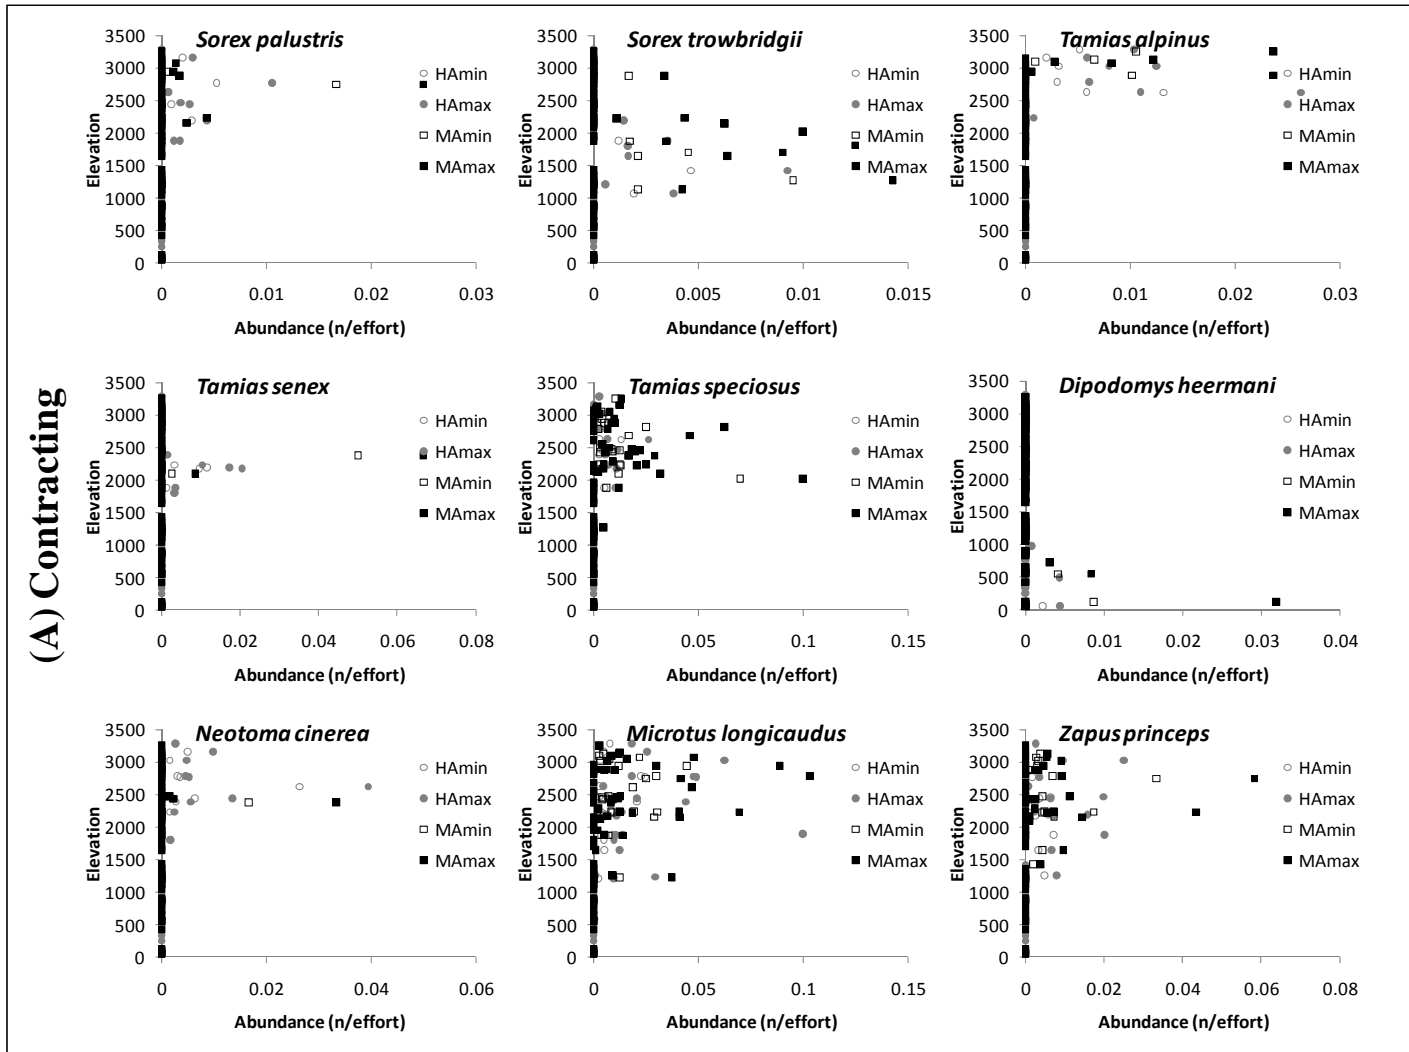 (A) Contracting
Sorex palustris
3500
3000
2500
2000
1500
1000
500
0
Elevation
0 0.01 0.02 0.03
Abundance (n/effort)
HAmin
HAmax
MAmin
MAmax
Sorex trowbridgii
3500
3000
2500
2000
1500
1000
500
0
Elevation
0 0.005 0.01 0.015
Abundance (n/effort)
HAmin
HAmax
MAmin
MAmax
Tamias alpinus
3500
3000
2500
2000
1500
1000
500
0
Elevation
0 0.01 0.02 0.03
Abundance (n/effort)
HAmin
HAmax
MAmin
MAmax
Tamias senex
3500
3000
2500
2000
1500
1000
500
0
Elevation
0 0.02 0.04 0.06 0.08
Abundance (n/effort)
HAmin
HAmax
MAmin
MAmax
Tamias speciosus
3500
3000
2500
2000
1500
1000
500
0
Elevation
0 0.05 0.1 0.15
Abundance (n/effort)
HAmin
HAmax
MAmin
MAmax
Dipodomys heermani
3500
3000
2500
2000
1500
1000
500
0
Elevation
0 0.01 0.02 0.03 0.04
Abundance (n/effort)
HAmin
HAmax
MAmin
MAmax
Neotoma cinerea
3500
3000
2500
2000
1500
1000
500
0
Elevation
0 0.02 0.04 0.06
Abundance (n/effort)
HAmin
HAmax
MAmin
MAmax
Microtus longicaudus
3500
3000
2500
2000
1500
1000
500
0
Elevation
0 0.05 0.1 0.15
Abundance (n/effort)
HAmin
HAmax
MAmin
MAmax
Zapus princeps
3500
3000
2500
2000
1500
1000
500
0
Elevation
0 0.02 0.04 0.06 0.08
Abundance (n/effort)
HAmin
HAmax
MAmin
MAmax